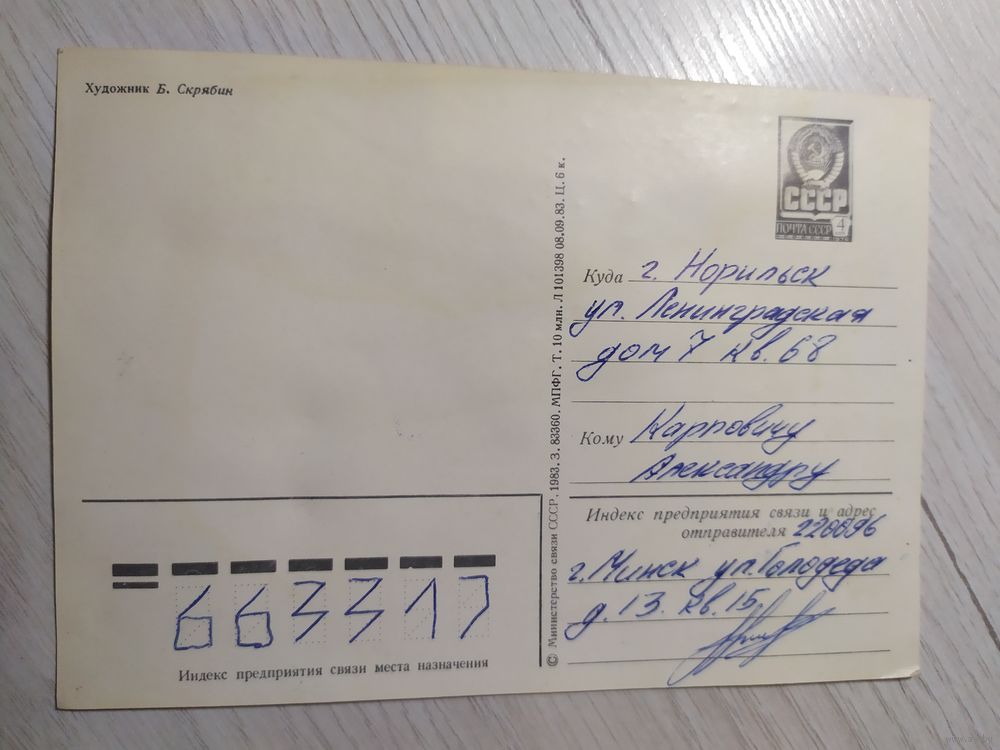 Художник Б. Скрябин
СССР
ПОЧТА СССР 4
© Министерство связи СССР, 1983. З. 83360. МПФГ. Т. 10 млн. Л 101398 08.09.83. Ц. 6 к.
Куда г. Норильск
ул. Ленинградская
дом 7 кв. 68
Кому Карповичу
Александру
Индекс предприятия связи и адрес
отправителя 220096
г. Минск ул. Голодеда
д. 13. кв. 15
663317
Индекс предприятия связи места назначения